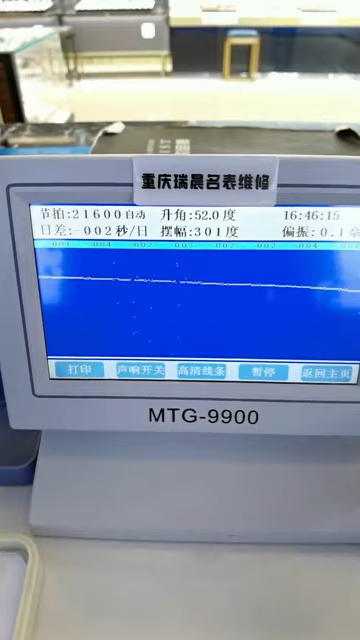 重庆瑞晨名表维修
节拍:21600自动 升角:52.0度 16:46:15
日差:-002秒/日 摆幅:301度 偏振:0.1毫
打印 声响开关 高清线条 暂停 返回主页
MTG-9900